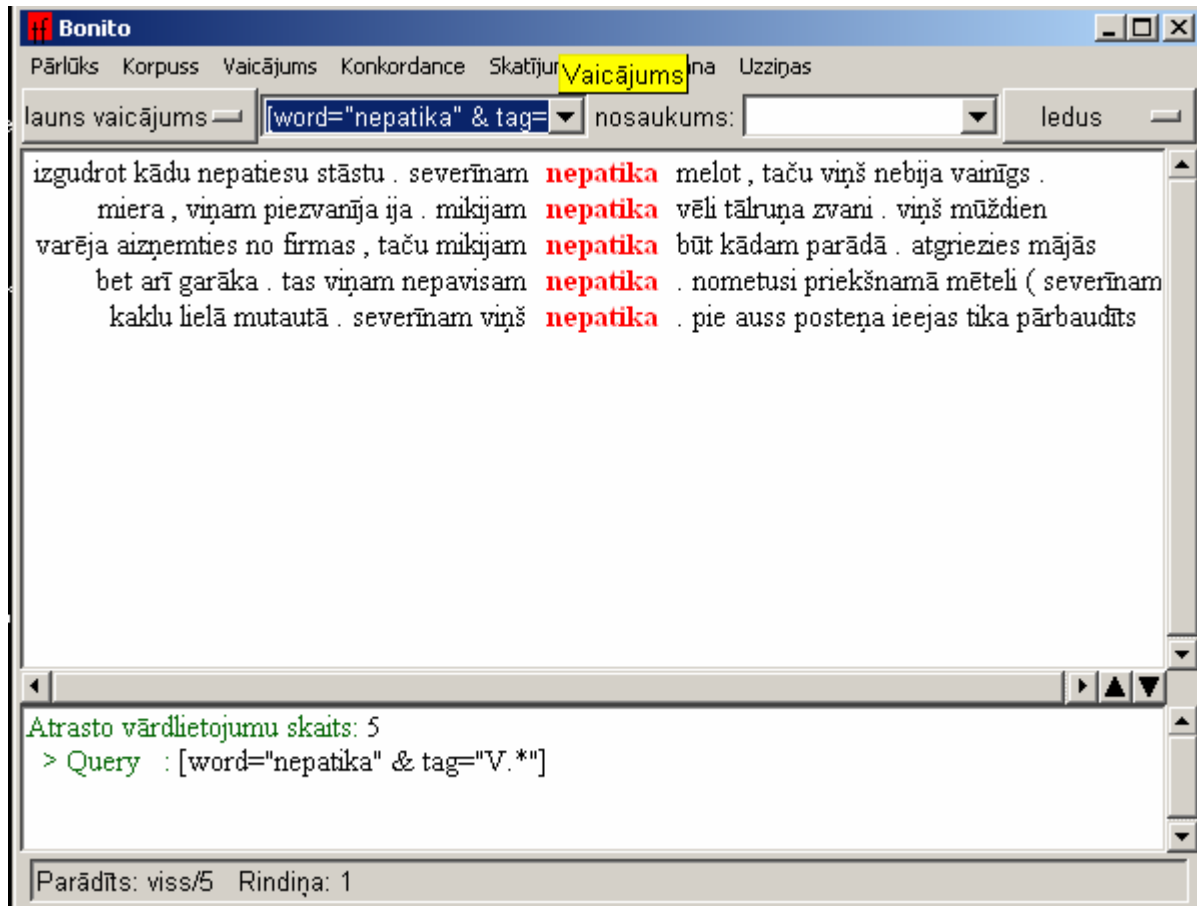 Bonito
Pārlūks Korpuss Vaicājums Konkordance Skatījum Vaicājums na Uzziņas
launs vaicājums [word="nepatika" & tag= nosaukums: ledus
izgudrot kādu nepatiesu stāstu . severīnam nepatika melot , taču viņš nebija vainīgs .
miera , viņam piezvanīja ija . mikijam nepatika vēli tālruņa zvani . viņš mūždien
varēja aizņemties no firmas , taču mikijam nepatika būt kādam parādā . atgriezies mājās
bet arī garāka . tas viņam nepavisam nepatika . nometusi priekšnamā mēteli ( severīnam
kaklu lielā mutautā . severīnam viņš nepatika . pie auss posteņa ieejas tika pārbaudīts
Atrasto vārdlietojumu skaits: 5
> Query : [word="nepatika" & tag="V.*"]
Parādīts: viss/5 Rindiņa: 1